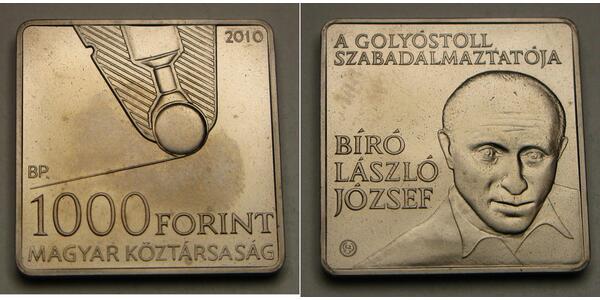 2010
BP.
1000 FORINT
MAGYAR KÖZTÁRSASÁG
A GOLYÓSTOLL
SZABADALMAZTATÓJA
BÍRÓ
LÁSZLÓ
JÓZSEF